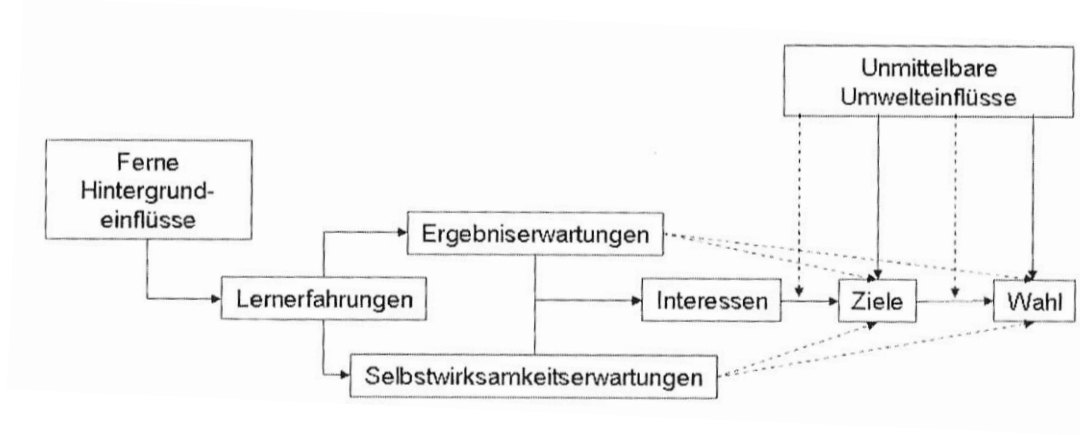 Unmittelbare
Umwelteinflüsse
Ferne
Hintergrund-
einflüsse
Ergebniserwartungen
Lernerfahrungen
Interessen
Ziele
Wahl
Selbstwirksamkeitserwartungen